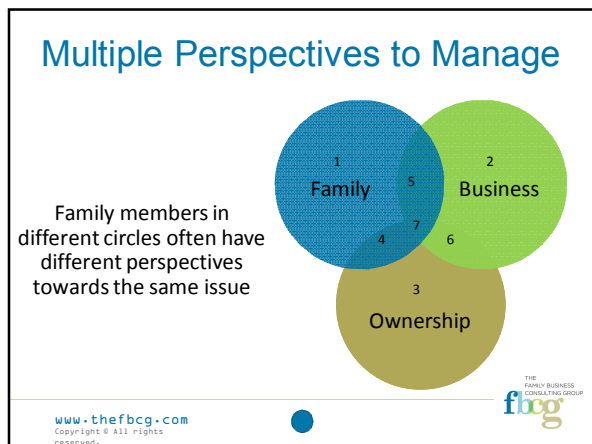 Multiple Perspectives to Manage
1
2
Family
5
Business
7
4
6
3
Ownership
Family members in
different circles often have
different perspectives
towards the same issue
www.thefbcg.com
Copyright © All rights
reserved.
THE
FAMILY BUSINESS
CONSULTING GROUP
fbcg